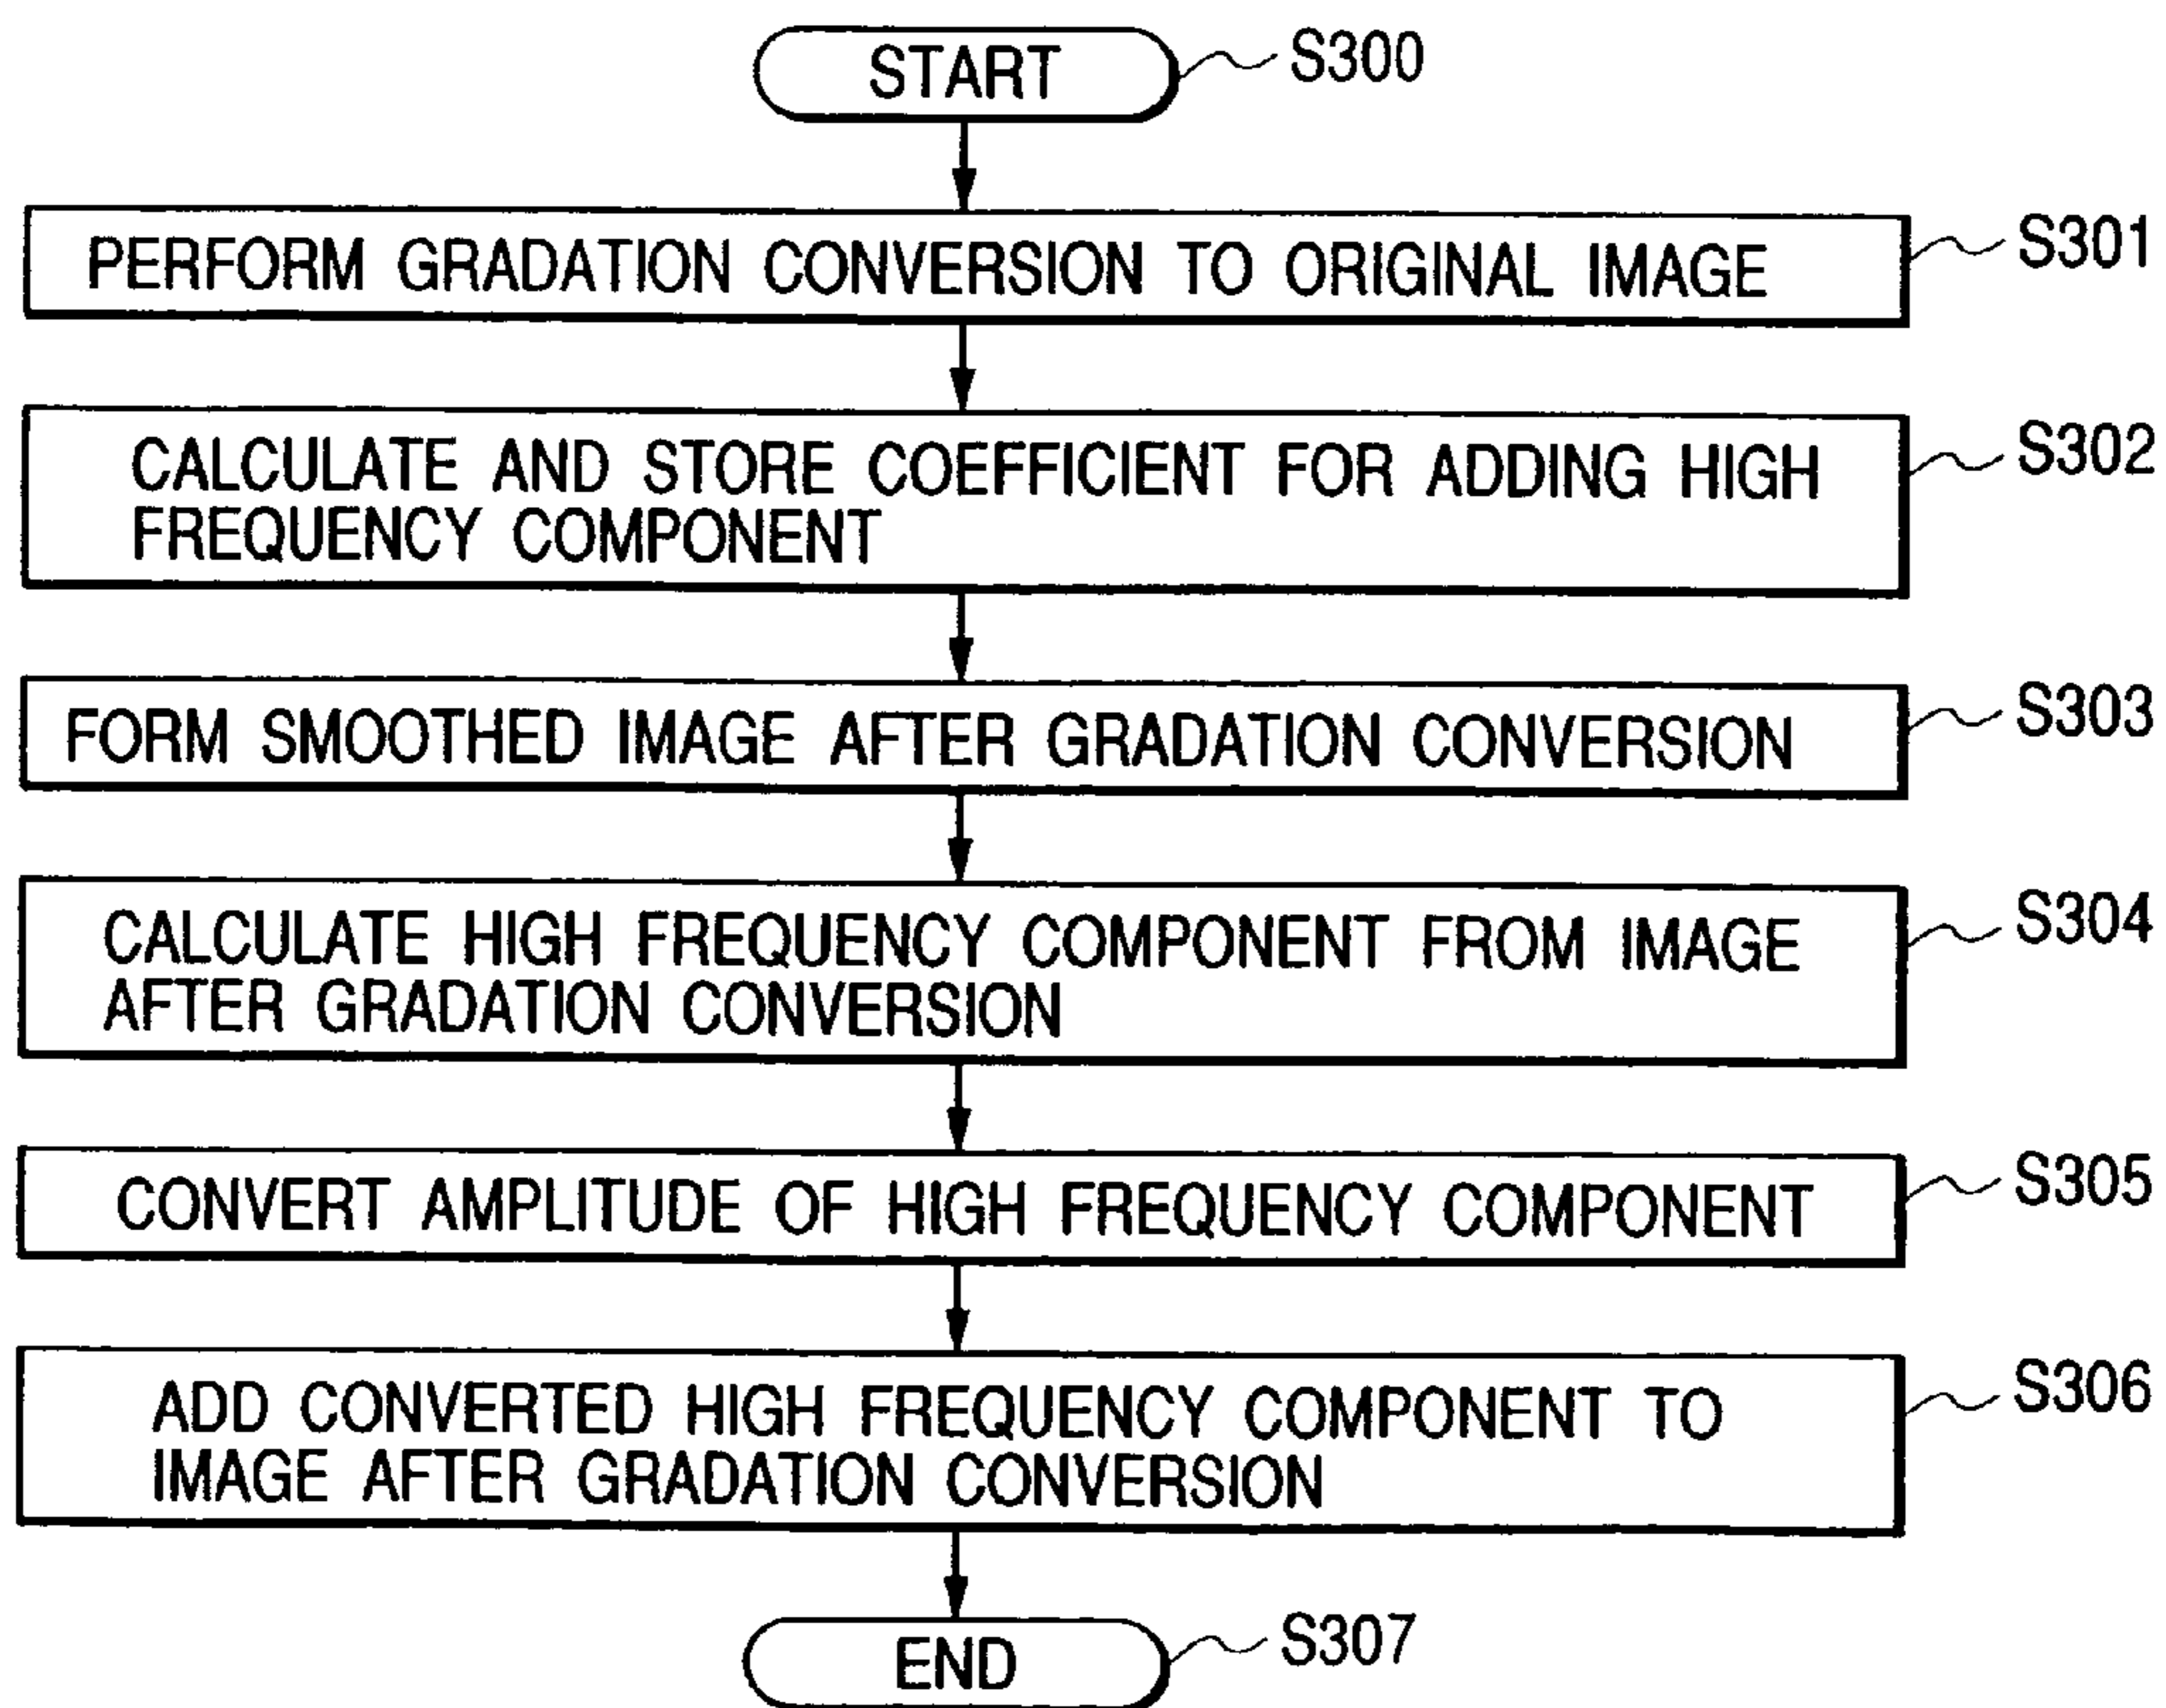 START
S300
PERFORM GRADATION CONVERSION TO ORIGINAL IMAGE
S301
CALCULATE AND STORE COEFFICIENT FOR ADDING HIGH
FREQUENCY COMPONENT
S302
FORM SMOOTHED IMAGE AFTER GRADATION CONVERSION
S303
CALCULATE HIGH FREQUENCY COMPONENT FROM IMAGE
AFTER GRADATION CONVERSION
S304
CONVERT AMPLITUDE OF HIGH FREQUENCY COMPONENT
S305
ADD CONVERTED HIGH FREQUENCY COMPONENT TO
IMAGE AFTER GRADATION CONVERSION
S306
END
S307